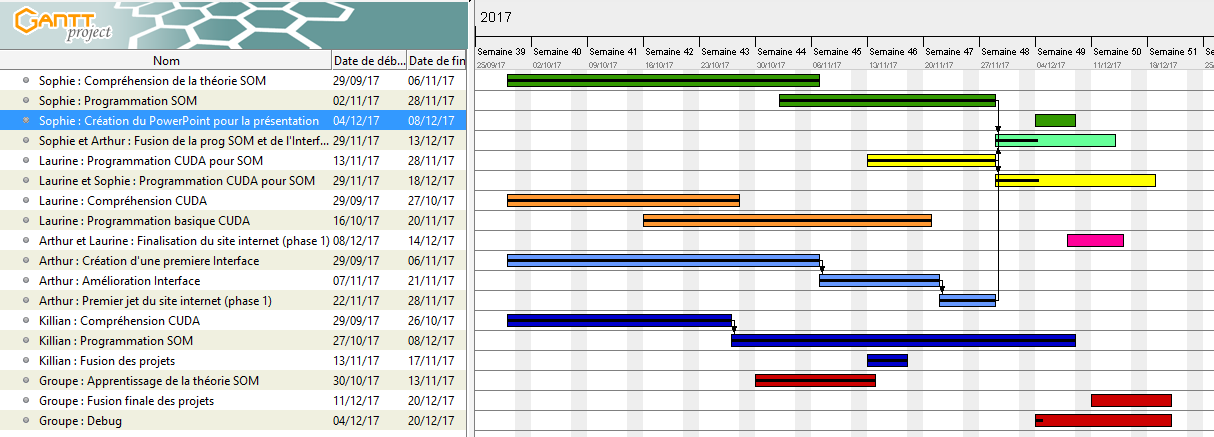 GANTT
project
2017
Nom Date de déb... Date de fin
Semaine 39 Semaine 40 Semaine 41 Semaine 42 Semaine 43 Semaine 44 Semaine 45 Semaine 46 Semaine 47 Semaine 48 Semaine 49 Semaine 50 Semaine 51 Sema
25/09/17 02/10/17 09/10/17 16/10/17 23/10/17 30/10/17 06/11/17 13/11/17 20/11/17 27/11/17 04/12/17 11/12/17 18/12/17 25/
Sophie : Compréhension de la théorie SOM 29/09/17 06/11/17
Sophie : Programmation SOM 02/11/17 28/11/17
Sophie : Création du PowerPoint pour la présentation 04/12/17 08/12/17
Sophie et Arthur : Fusion de la prog SOM et de l'Interf... 29/11/17 13/12/17
Laurine : Programmation CUDA pour SOM 13/11/17 28/11/17
Laurine et Sophie : Programmation CUDA pour SOM 29/11/17 18/12/17
Laurine : Compréhension CUDA 29/09/17 27/10/17
Laurine : Programmation basique CUDA 16/10/17 20/11/17
Arthur et Laurine : Finalisation du site internet (phase 1) 08/12/17 14/12/17
Arthur : Création d'une premiere Interface 29/09/17 06/11/17
Arthur : Amélioration Interface 07/11/17 21/11/17
Arthur : Premier jet du site internet (phase 1) 22/11/17 28/11/17
Killian : Compréhension CUDA 29/09/17 26/10/17
Killian : Programmation SOM 27/10/17 08/12/17
Killian : Fusion des projets 13/11/17 17/11/17
Groupe : Apprentissage de la théorie SOM 30/10/17 13/11/17
Groupe : Fusion finale des projets 11/12/17 20/12/17
Groupe : Debug 04/12/17 20/12/17